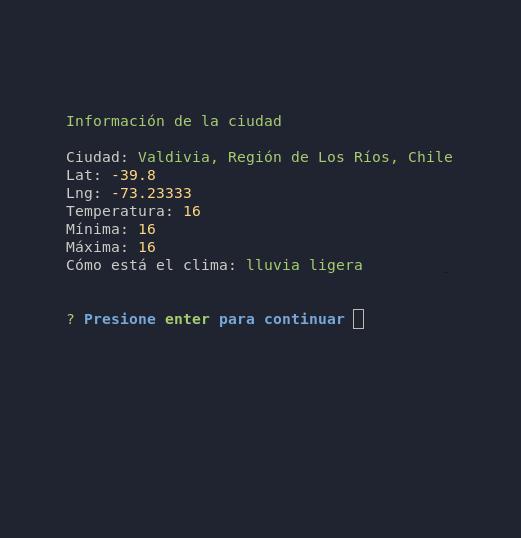 Información de la ciudad
Ciudad: Valdivia, Región de Los Ríos, Chile
Lat: -39.8
Lng: -73.23333
Temperatura: 16
Mínima: 16
Máxima: 16
Cómo está el clima: lluvia ligera
? Presione enter para continuar